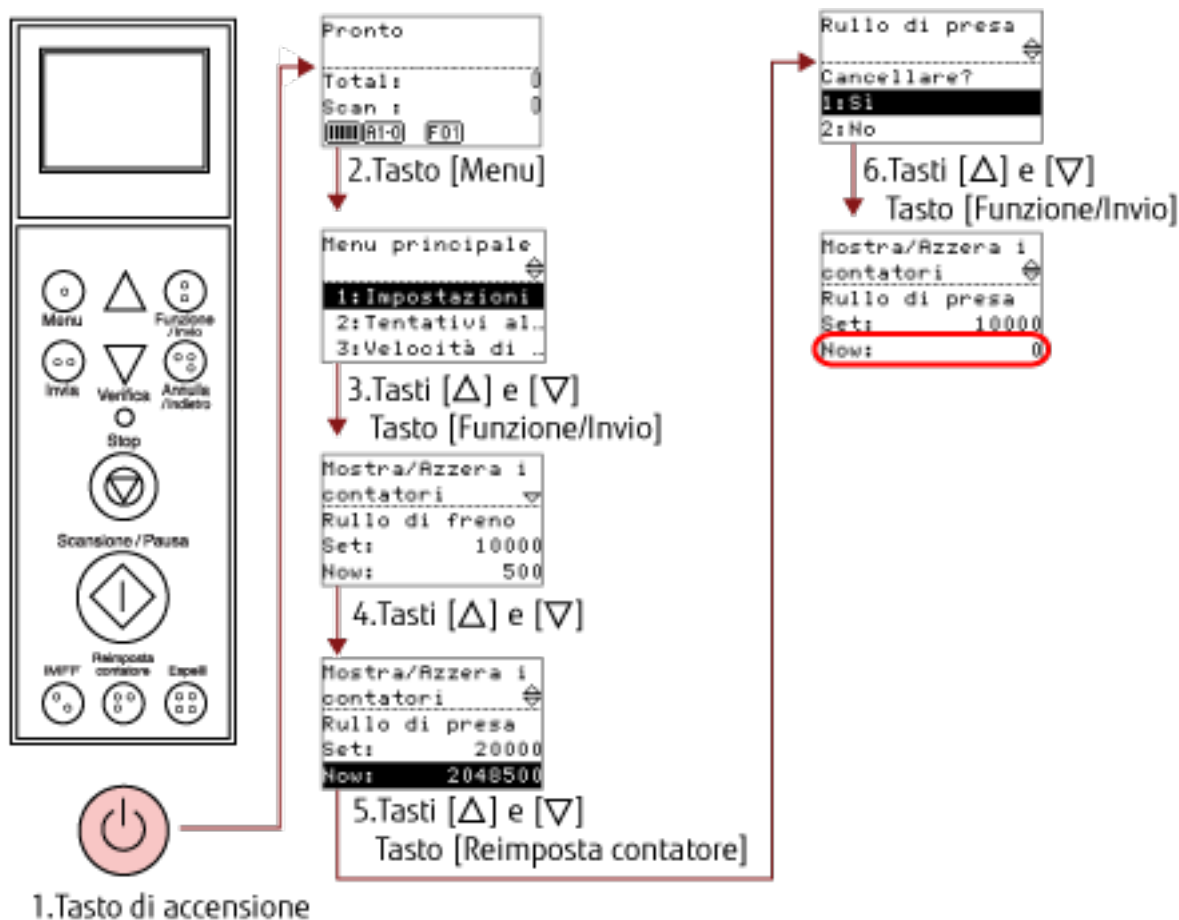 Menu
Funzione
/Invio
Invia
Verifica
Annulla
/Indietro
Stop
Scansione / Pausa
IMFF
Reimposta
contatore
Espelli
1.Tasto di accensione
Pronto
Total: 0
Scan : 0
A1-0 F01
2.Tasto [Menu]
Menu principale
1:Impostazioni
2:Tentativi al..
3:Velocità di ..
3.Tasti [△] e [▽]
Tasto [Funzione/Invio]
Mostra/Azzera i
contatori
Rullo di freno
Set: 10000
Now: 500
4.Tasti [△] e [▽]
Mostra/Azzera i
contatori
Rullo di presa
Set: 20000
Now: 2048500
5.Tasti [△] e [▽]
Tasto [Reimposta contatore]
Rullo di presa
Cancellare?
1:Sì
2:No
6.Tasti [△] e [▽]
Tasto [Funzione/Invio]
Mostra/Azzera i
contatori
Rullo di presa
Set: 10000
Now: 0